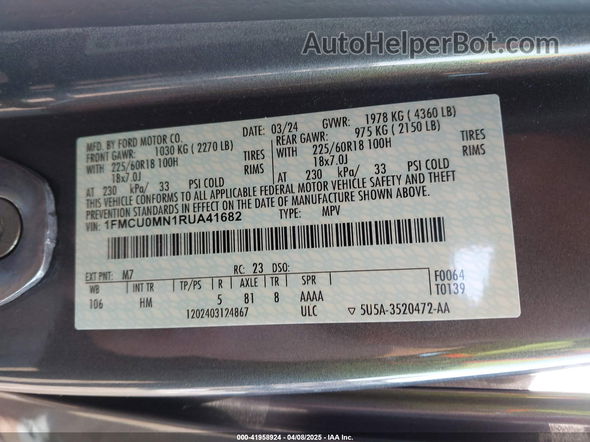 AutoHelperBot.com
MFD. BY FORD MOTOR CO. DATE: 03/24 GVWR: 1978 KG ( 4360 LB)
FRONT GAWR: 1030 KG ( 2270 LB) REAR GAWR: 975 KG ( 2150 LB)
WITH 225/60R18 100H TIRES WITH 225/60R18 100H TIRES
18x7.0J RIMS 18x7.0J RIMS
AT 230 kPa/ 33 PSI COLD AT 230 kPa/ 33 PSI COLD
THIS VEHICLE CONFORMS TO ALL APPLICABLE FEDERAL MOTOR VEHICLE SAFETY AND THEFT
PREVENTION STANDARDS IN EFFECT ON THE DATE OF MANUFACTURE SHOWN ABOVE.
VIN: 1FMCU0MN1RUA41682 TYPE: MPV
EXT PNT: M7 RC: 23 DSO: F0064
WB INT TR TP/PS R AXLE TR SPR T0139
106 HM 5 81 8 AAAA
1202403124867 ULC ▽ 5U5A-3520472-AA
000-41958924 - 04/08/2025 - IAA Inc.